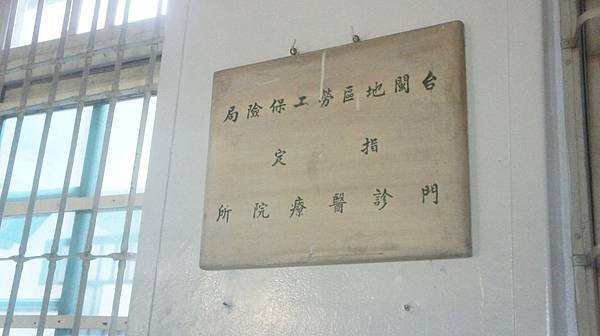 台閩地區勞工保險局
指定
門診醫療院所